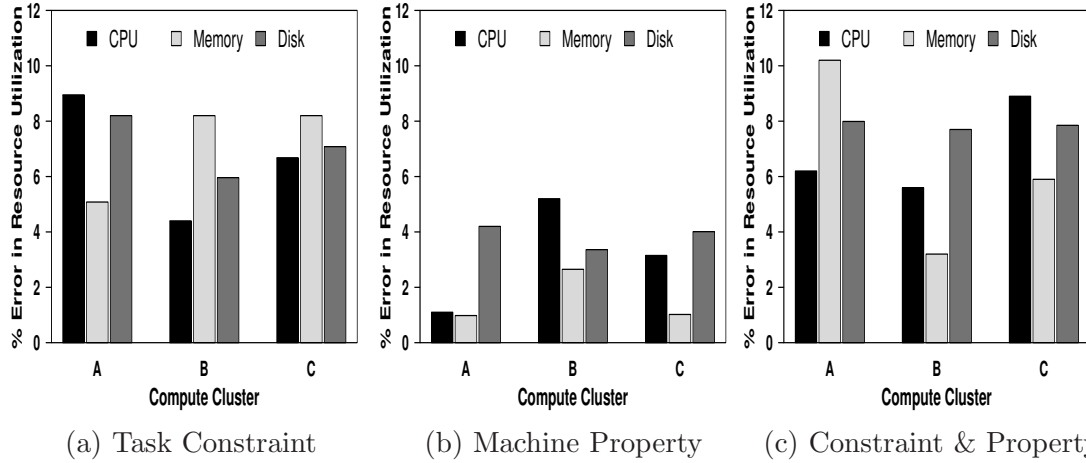 % Error in Resource Utilization
12
10
8
6
4
2
0
CPU Memory Disk
A B C
Compute Cluster
(a) Task Constraint
% Error in Resource Utilization
12
10
8
6
4
2
0
CPU Memory Disk
A B C
Compute Cluster
(b) Machine Property
% Error in Resource Utilization
12
10
8
6
4
2
0
CPU Memory Disk
A B C
Compute Cluster
(c) Constraint & Property